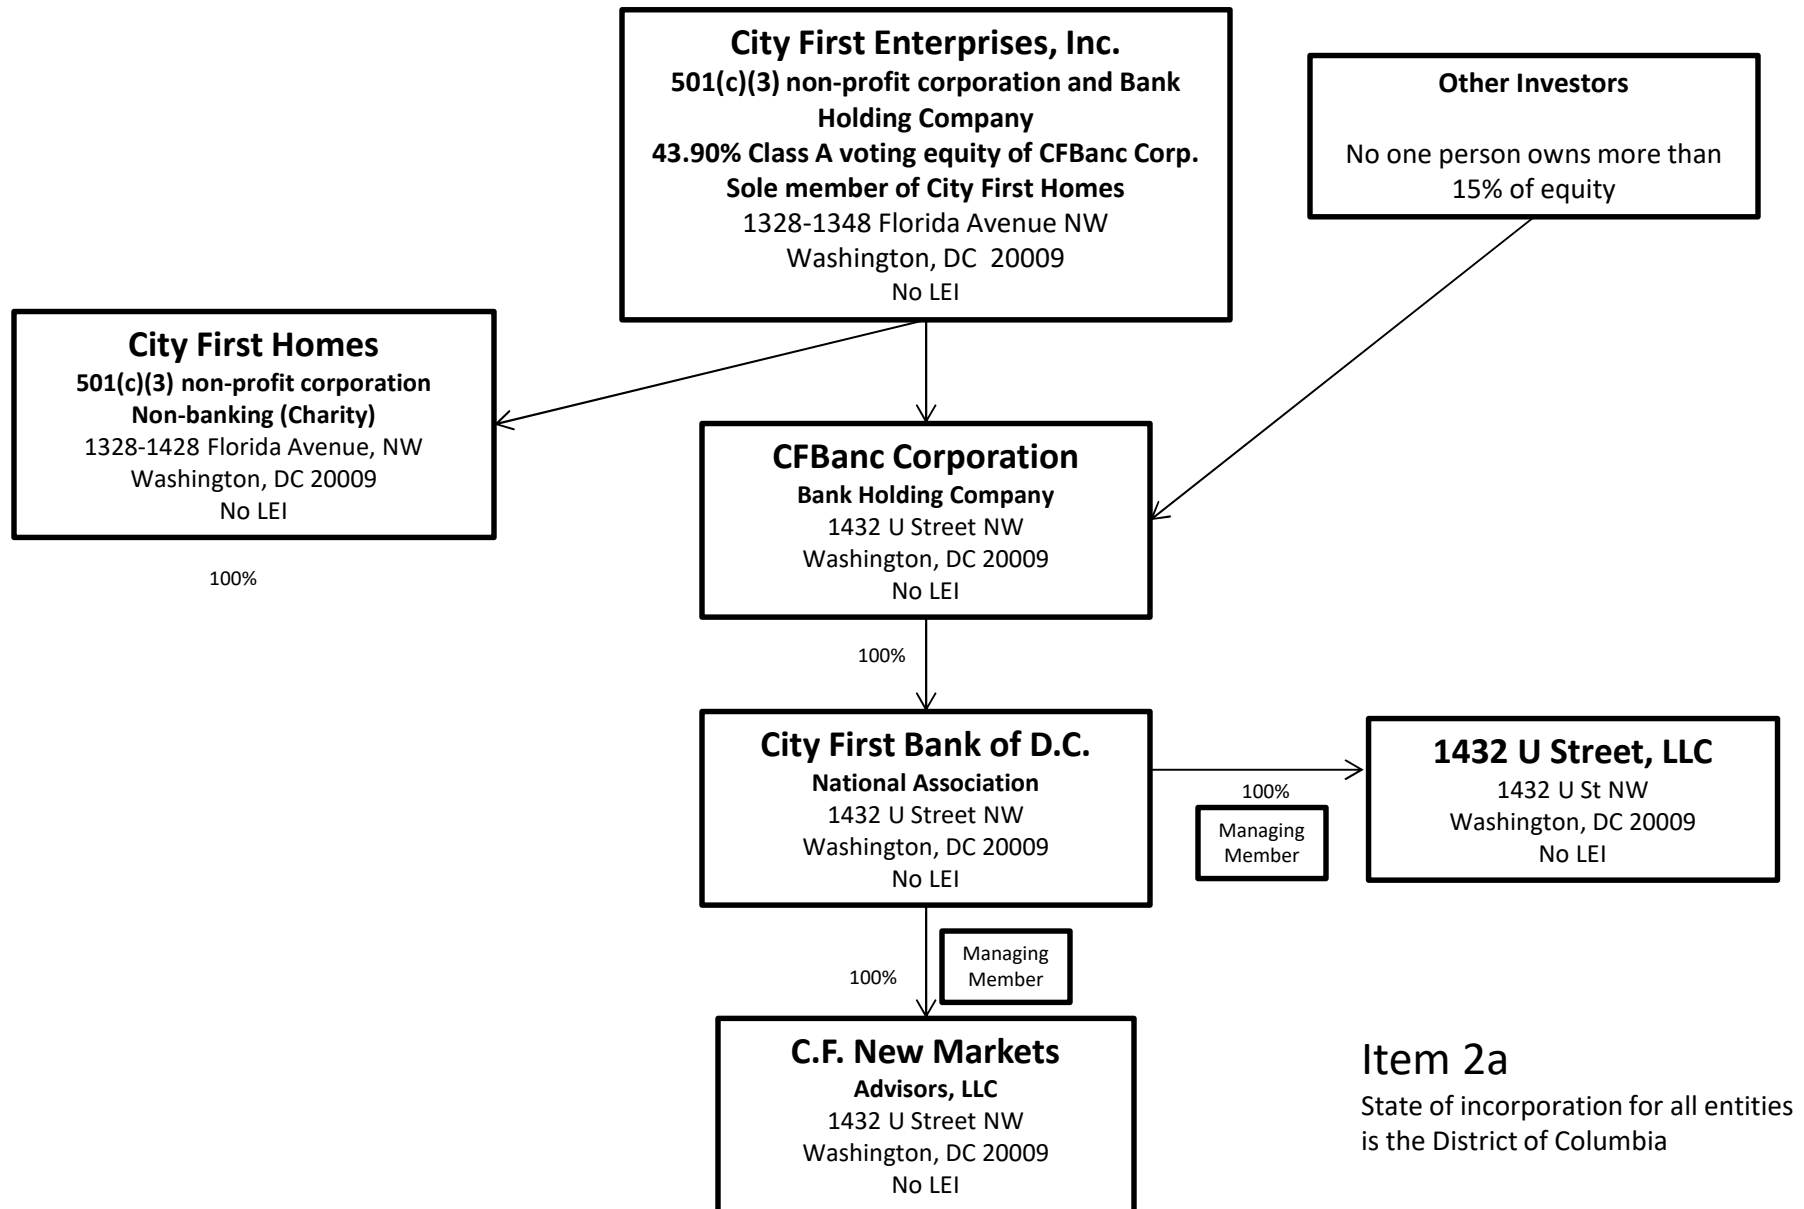 City First Enterprises, Inc.
501(c)(3) non-profit corporation and Bank
Holding Company
43.90% Class A voting equity of CFBanc Corp.
Sole member of City First Homes
1328-1348 Florida Avenue NW
Washington, DC  20009
No LEI
Other Investors
No one person owns more than
15% of equity
City First Homes
501(c)(3) non-profit corporation
Non-banking (Charity)
1328-1428 Florida Avenue, NW
Washington, DC 20009
No LEI
100%
CFBanc Corporation
Bank Holding Company
1432 U Street NW
Washington, DC 20009
No LEI
100%
City First Bank of D.C.
National Association
1432 U Street NW
Washington, DC 20009
No LEI
100%
Managing
Member
1432 U Street, LLC
1432 U St NW
Washington, DC 20009
No LEI
100%
Managing
Member
C.F. New Markets
Advisors, LLC
1432 U Street NW
Washington, DC 20009
No LEI
Item 2a
State of incorporation for all entities
is the District of Columbia